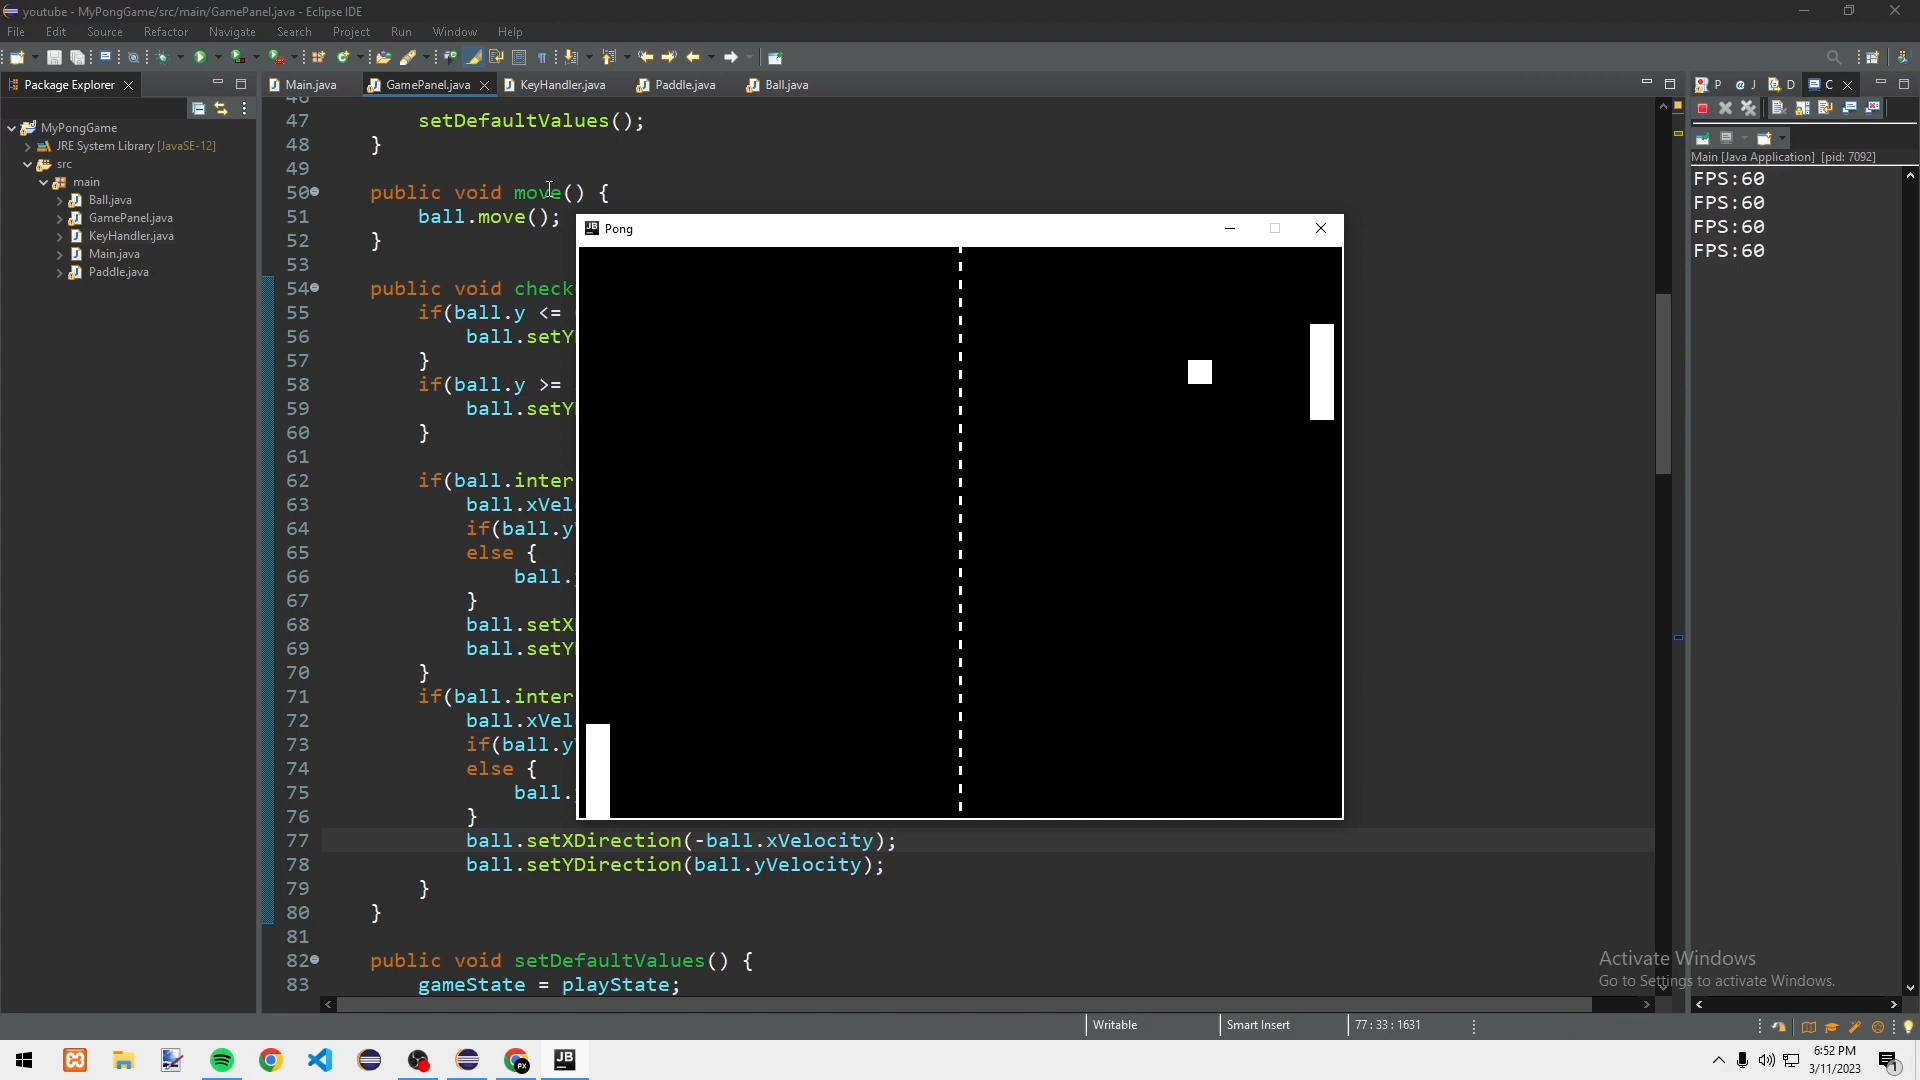 youtube - MyPongGame/src/main/GamePanel.java - Eclipse IDE
File Edit Source Refactor Navigate Search Project Run Window Help
Package Explorer
Main.java GamePanel.java KeyHandler.java Paddle.java Ball.java
P J D C
MyPongGame
JRE System Library [JavaSE-12]
src
main
Ball.java
GamePanel.java
KeyHandler.java
Main.java
Paddle.java
47 setDefaultValues();
48 }
49
50 public void move() {
51 ball.move();
52 }
53
54 public void check
55 if(ball.y <=
56 ball.setY
57 }
58 if(ball.y >=
59 ball.setY
60 }
61
62 if(ball.inter
63 ball.xVel
64 if(ball.y
65 else {
66 ball.
67 }
68 ball.setX
69 ball.setY
70 }
71 if(ball.inter
72 ball.xVel
73 if(ball.y
74 else {
75 ball.
76 }
77 ball.setXDirection(-ball.xVelocity);
78 ball.setYDirection(ball.yVelocity);
79 }
80 }
81
82 public void setDefaultValues() {
83 gameState = playState;
JB Pong
Main [Java Application] [pid: 7092]
FPS:60
FPS:60
FPS:60
FPS:60
Activate Windows
Go to Settings to activate Windows.
Writable Smart Insert 77 : 33 : 1631
PX JB
6:52 PM
3/11/2023
1